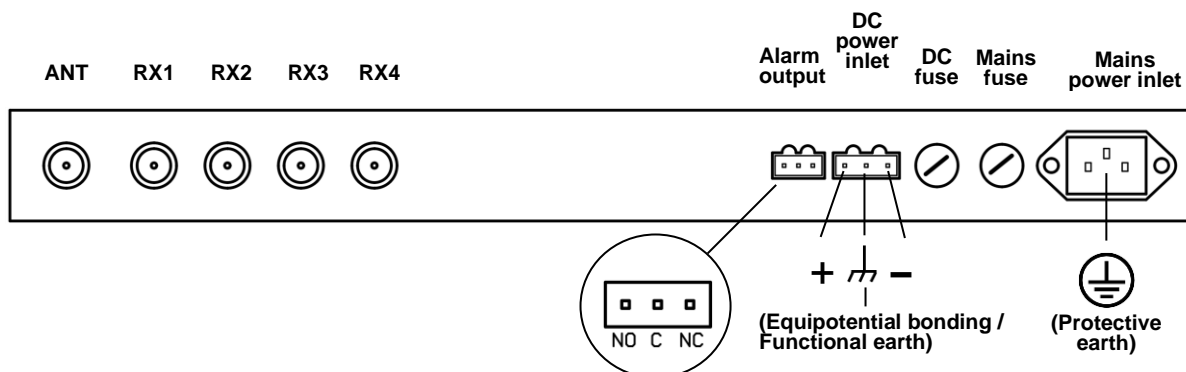 ANT
RX1
RX2
RX3
RX4
Alarm
output
DC
power
inlet
DC
fuse
Mains
fuse
Mains
power inlet
+
−
NO C NC
(Equipotential bonding /
Functional earth)
(Protective
earth)